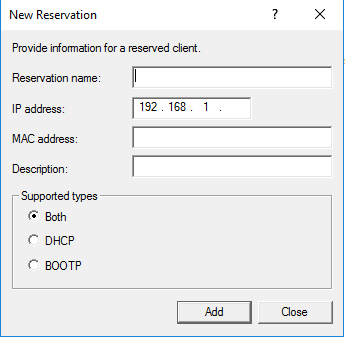 New Reservation
Provide information for a reserved client.
Reservation name:
IP address: 192 . 168 . 1 .
MAC address:
Description:
Supported types
Both
DHCP
BOOTP
Add Close